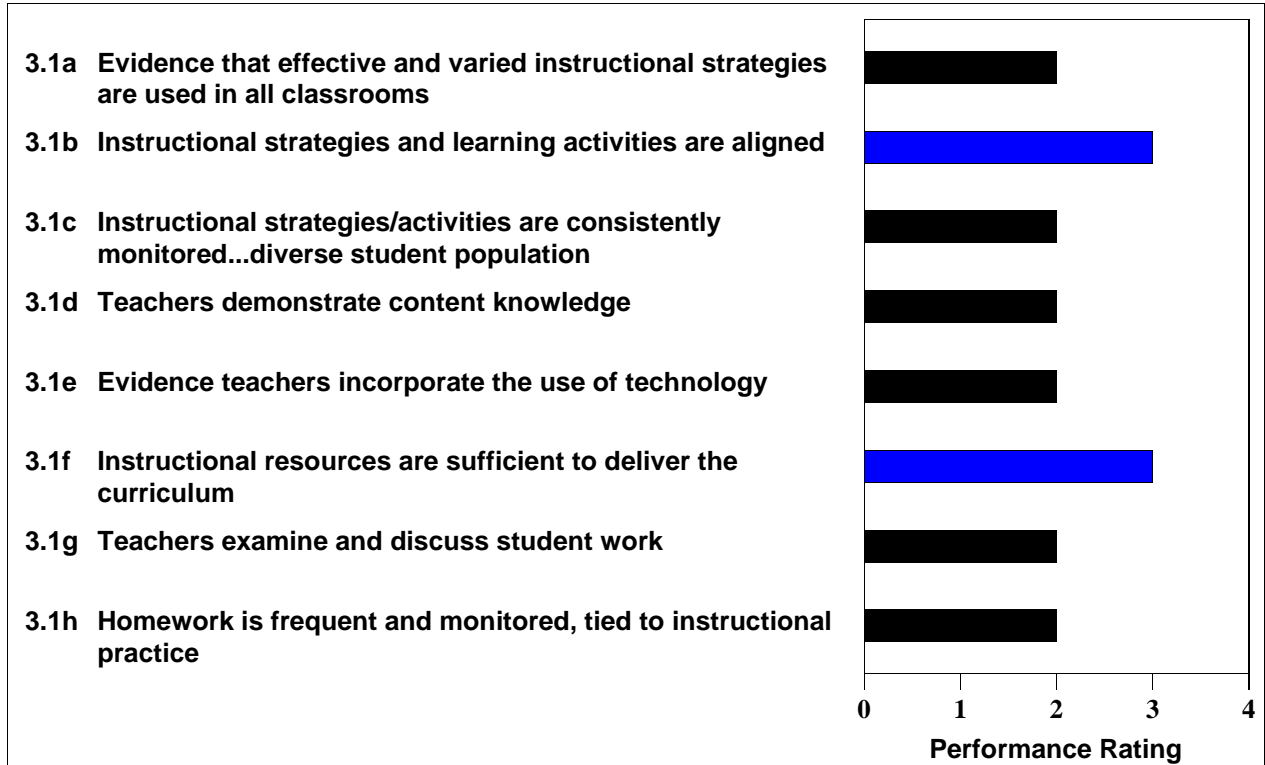 3.1a Evidence that effective and varied instructional strategies
are used in all classrooms
3.1b Instructional strategies and learning activities are aligned
3.1c Instructional strategies/activities are consistently
monitored...diverse student population
3.1d Teachers demonstrate content knowledge
3.1e Evidence teachers incorporate the use of technology
3.1f Instructional resources are sufficient to deliver the
curriculum
3.1g Teachers examine and discuss student work
3.1h Homework is frequent and monitored, tied to instructional
practice
0 1 2 3 4
Performance Rating